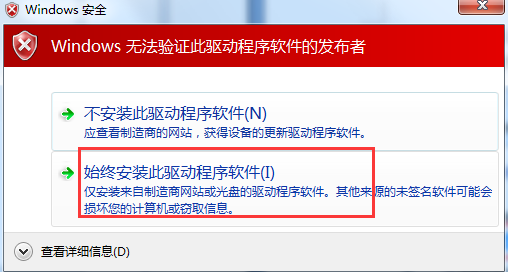 Windows 安全
Windows 无法验证此驱动程序软件的发布者
不安装此驱动程序软件(N)
应查看制造商的网站，获得设备的更新驱动程序软件。
始终安装此驱动程序软件(I)
仅安装来自制造商网站或光盘的驱动程序软件。其他来源的未签名软件可能会
损坏您的计算机或窃取信息。
查看详细信息(D)